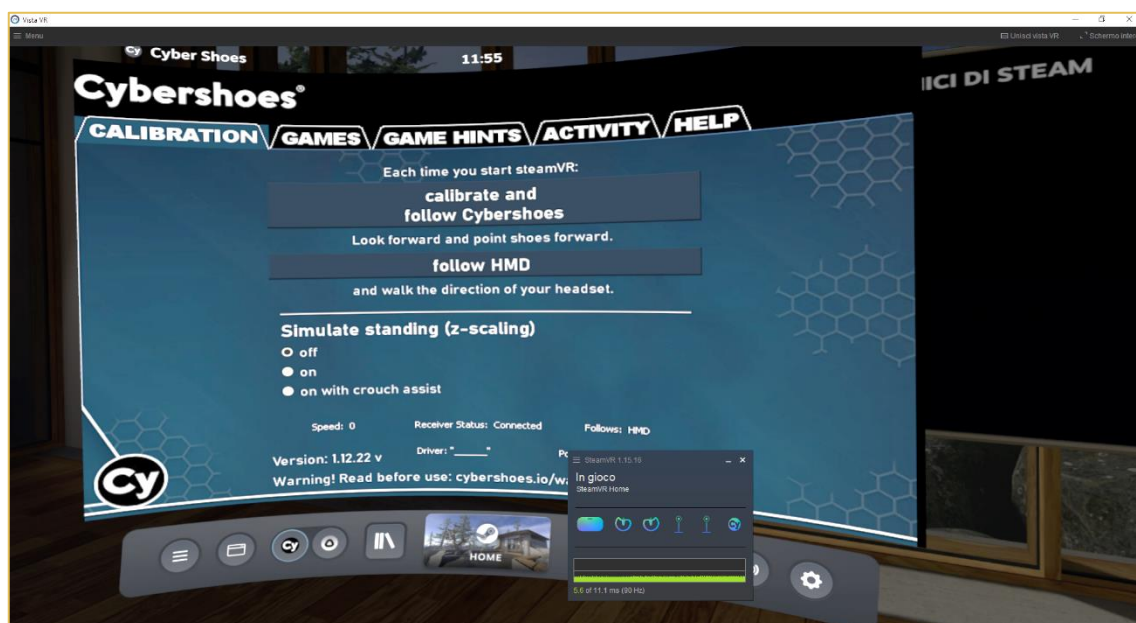 Vista VR
Menu
Unisci vista VR
Schermo inter
Cyber Shoes
11:55
ICI DI STEAM
Cybershoes®
CALIBRATION
GAMES
GAME HINTS
ACTIVITY
HELP
Each time you start steamVR:
calibrate and
follow Cybershoes
Look forward and point shoes forward.
follow HMD
and walk the direction of your headset.
Simulate standing (z-scaling)
off
on
on with crouch assist
Speed: 0
Receiver Status: Connected
Follows: HMD
Version: 1.12.22 v
Driver: "_____"
Po
Warning! Read before use: cybershoes.io/w
Cy
SteamVR 1.15.16
In gioco
SteamVR Home
5.6 of 11.1 ms (90 Hz)
Cy
HOME